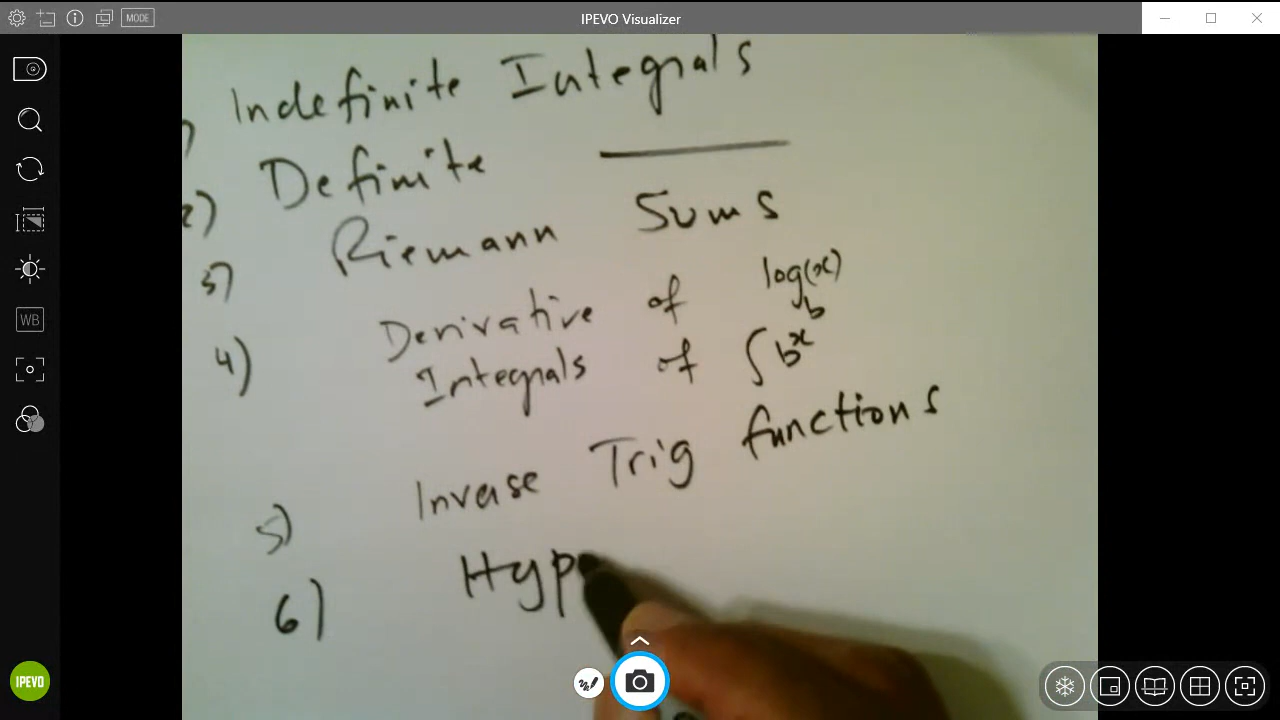 MODE
IPEVO Visualizer
) Indefinite Integrals
2) Definite
3) Riemann Sums
4) Derivative of log_b(x)
Integrals of ∫b^x
5) Invese Trig functions
6) Hyp
WB
IPEVO